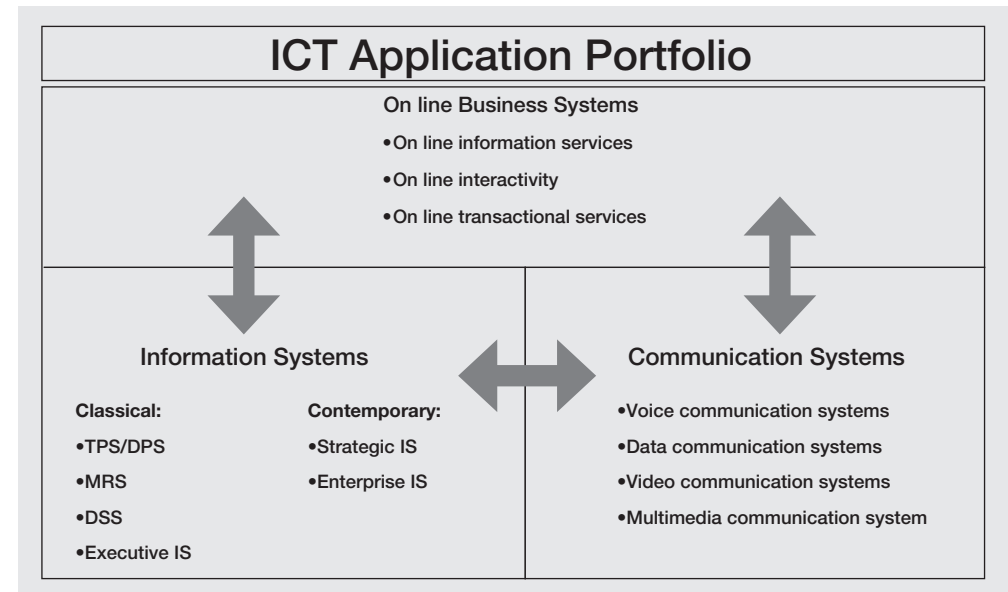 ICT Application Portfolio
On line Business Systems
•On line information services
•On line interactivity
•On line transactional services
Information Systems
Classical:
•TPS/DPS
•MRS
•DSS
•Executive IS
Contemporary:
•Strategic IS
•Enterprise IS
Communication Systems
•Voice communication systems
•Data communication systems
•Video communication systems
•Multimedia communication system